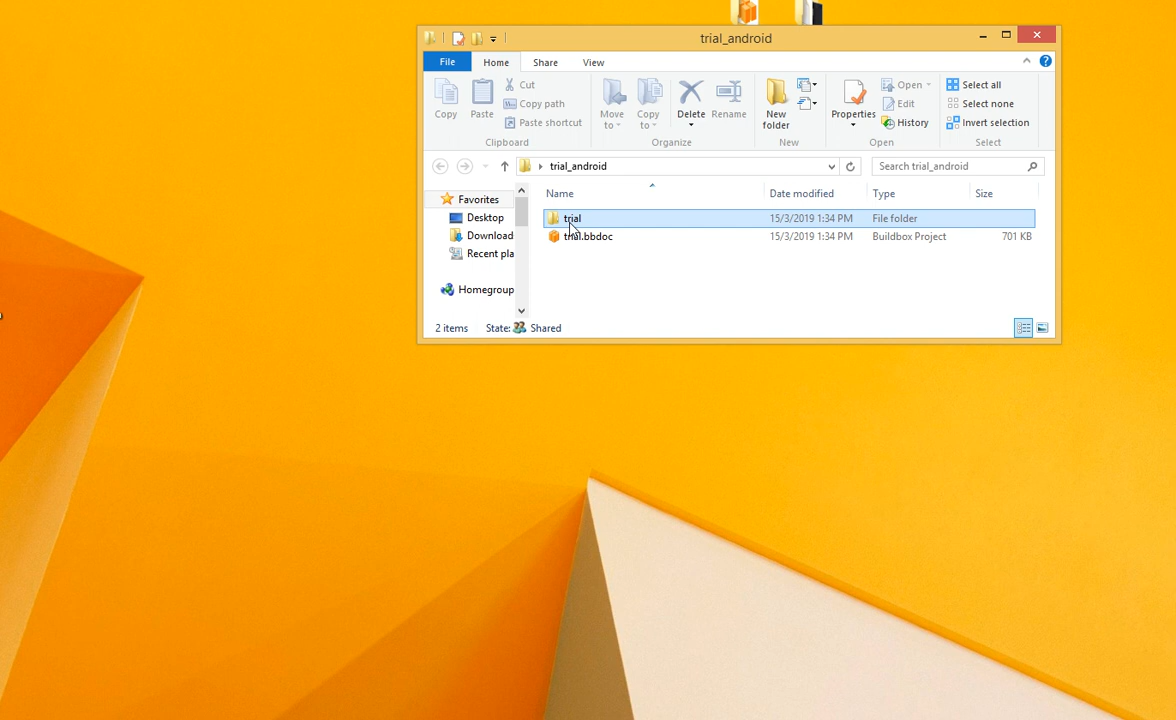 trial_android
File Home Share View
Copy
Paste
Cut
Copy path
Paste shortcut
Clipboard
Move to
Copy to
Delete
Rename
Organize
New folder
New
Properties
Open
Edit
History
Open
Select all
Select none
Invert selection
Select
trial_android
Search trial_android
Name Date modified Type Size
Favorites
Desktop
Download
Recent pla
Homegroup
trial 15/3/2019 1:34 PM File folder
trial.bbdoc 15/3/2019 1:34 PM Buildbox Project 701 KB
2 items State: Shared